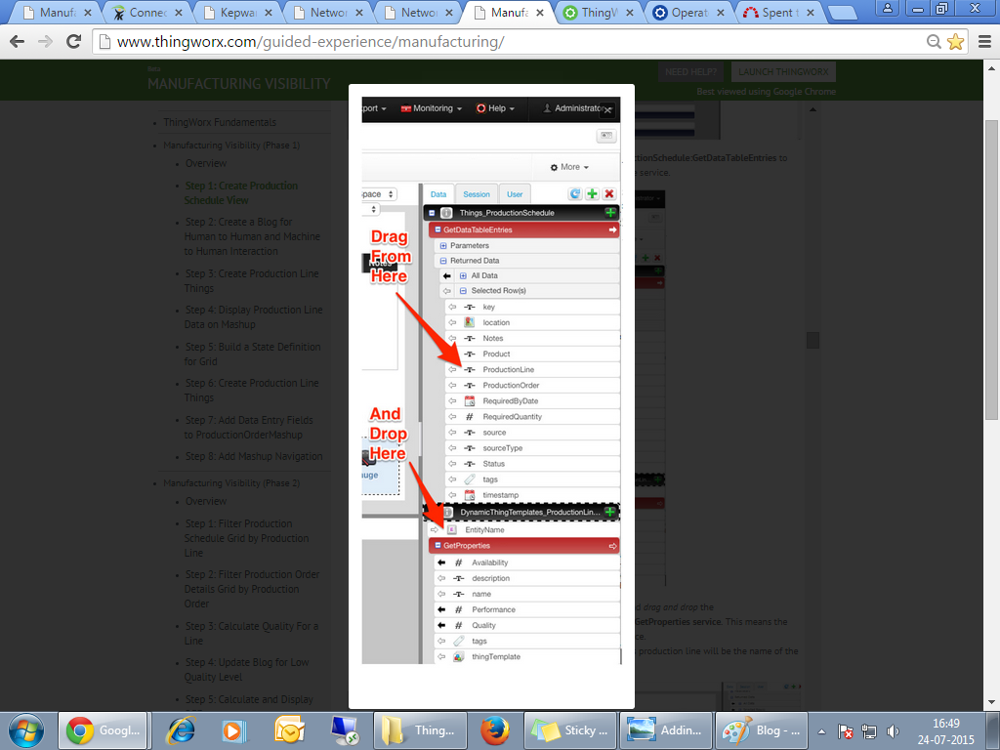 Manufa
Connec
Kepwar
Networ
Networ
Manufa
ThingW
Operat
Spent t
www.thingworx.com/guided-experience/manufacturing/
Beta
MANUFACTURING VISIBILITY
NEED HELP?
LAUNCH THINGWORX
Best viewed using Google Chrome
ThingWorx Fundamentals
Manufacturing Visibility (Phase 1)
Overview
Step 1: Create Production
Schedule View
Step 2: Create a Blog for
Human to Human and Machine
to Human Interaction
Step 3: Create Production Line
Things
Step 4: Display Production Line
Data on Mashup
Step 5: Build a State Definition
for Grid
Step 6: Create Production Line
Things
Step 7: Add Data Entry Fields
to ProductionOrderMashup
Step 8: Add Mashup Navigation
Manufacturing Visibility (Phase 2)
Overview
Step 1: Filter Production
Schedule Grid by Production
Line
Step 2: Filter Production Order
Details Grid by Production
Order
Step 3: Calculate Quality For a
Line
Step 4: Update Blog for Low
Quality Level
Step 5: Calculate and Display
port
Monitoring
Help
Administrator
More
space
Data
Session
User
Things_ProductionSchedule
GetDataTableEntries
Parameters
Returned Data
All Data
Selected Row(s)
key
location
Notes
Product
ProductionLine
ProductionOrder
RequiredByDate
RequiredQuantity
source
sourceType
Status
tags
timestamp
DynamicThingTemplates_ProductionLin...
EntityName
GetProperties
Availability
description
name
Performance
Quality
tags
thingTemplate
Notes
Drag
From
Here
And
Drop
Here
auge
ctionSchedule:GetDataTableEntries to
service.
d drag and drop the
GetProperties service. This means the
ce.
production line will be the name of the
Googl...
Thing...
Sticky ...
Addin...
Blog - ...
16:49
24-07-2015